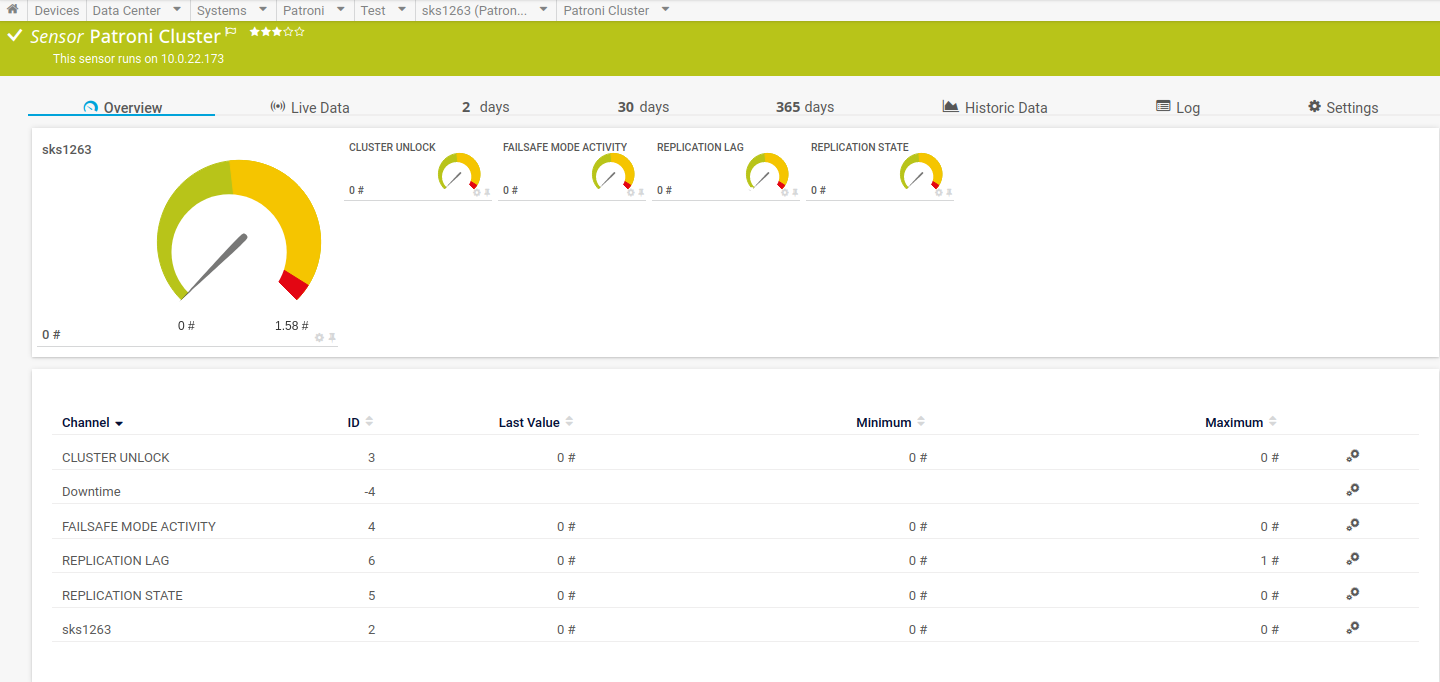 Devices Data Center Systems Patroni Test sks1263 (Patron... Patroni Cluster
Sensor Patroni Cluster
This sensor runs on 10.0.22.173
Overview Live Data 2 days 30 days 365 days Historic Data Log Settings
sks1263
CLUSTER UNLOCK FAILSAFE MODE ACTIVITY REPLICATION LAG REPLICATION STATE
0 # 0 # 0 # 0 #
0 # 1.58 #
0 #
Channel ID Last Value Minimum Maximum
CLUSTER UNLOCK 3 0 # 0 # 0 #
Downtime -4
FAILSAFE MODE ACTIVITY 4 0 # 0 # 0 #
REPLICATION LAG 6 0 # 0 # 1 #
REPLICATION STATE 5 0 # 0 # 0 #
sks1263 2 0 # 0 # 0 #